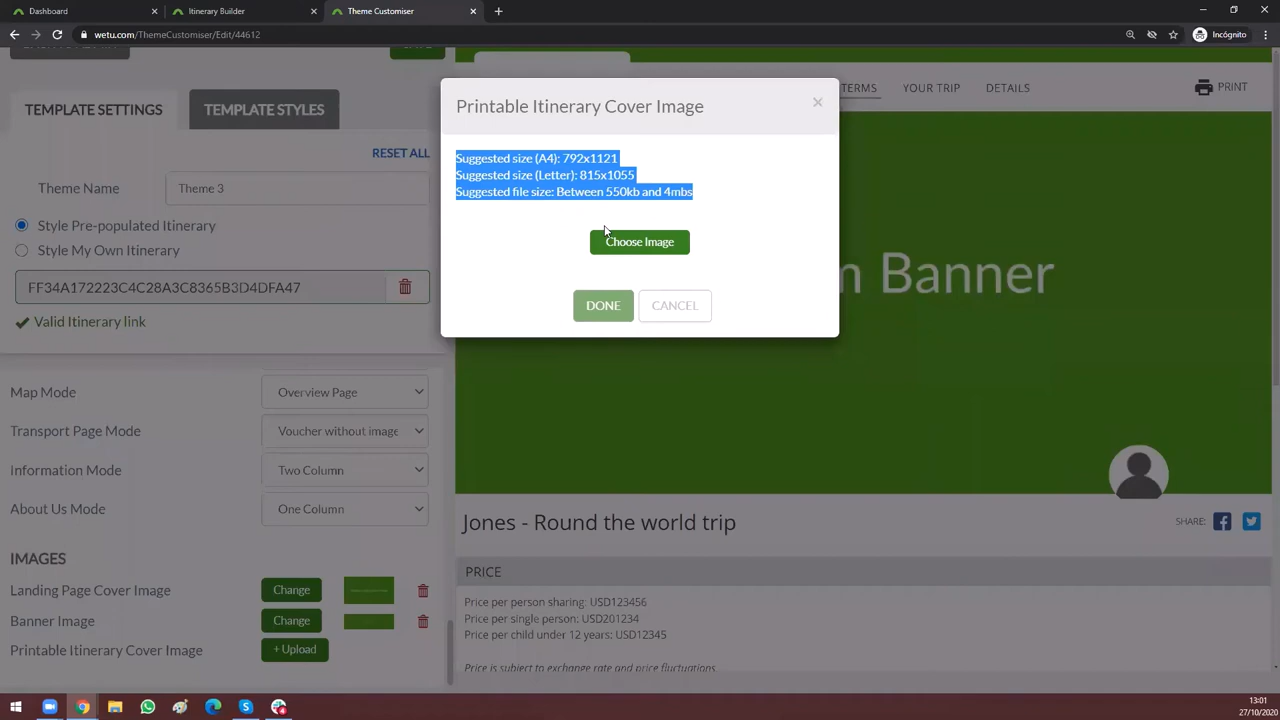 Dashboard
Itinerary Builder
Theme Customiser
wetu.com/ThemeCustomiser/Edit/44612
Incógnito
TERMS
YOUR TRIP
DETAILS
PRINT
TEMPLATE SETTINGS
TEMPLATE STYLES
RESET ALL
Theme Name
Theme 3
Style Pre-populated Itinerary
Style My Own Itinerary
FF34A172223C4C28A3C8365B3D4DFA47
Valid Itinerary link
Printable Itinerary Cover Image
Suggested size (A4): 792x1121
Suggested size (Letter): 815x1055
Suggested file size: Between 550kb and 4mbs
Choose Image
DONE
CANCEL
Banner
Map Mode
Overview Page
Transport Page Mode
Voucher without image
Information Mode
Two Column
About Us Mode
One Column
IMAGES
Landing Page Cover Image
Change
Banner Image
Change
Printable Itinerary Cover Image
+ Upload
Jones - Round the world trip
SHARE:
PRICE
Price per person sharing: USD123456
Price per single person: USD201234
Price per child under 12 years: USD12345
Price is subject to exchange rate and price fluctuations.
13:01
27/10/2020